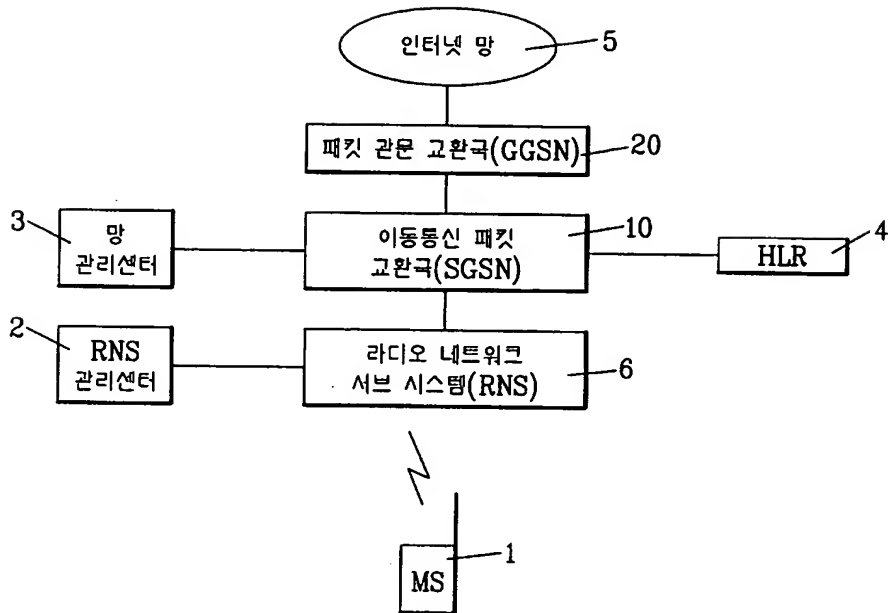 인터넷 망
5
패킷 관문 교환국(GGSN)
20
3
망
관리센터
이동통신 패킷
교환국(SGSN)
10
HLR
4
2
RNS
관리센터
라디오 네트워크
서브 시스템(RNS)
6
MS
1